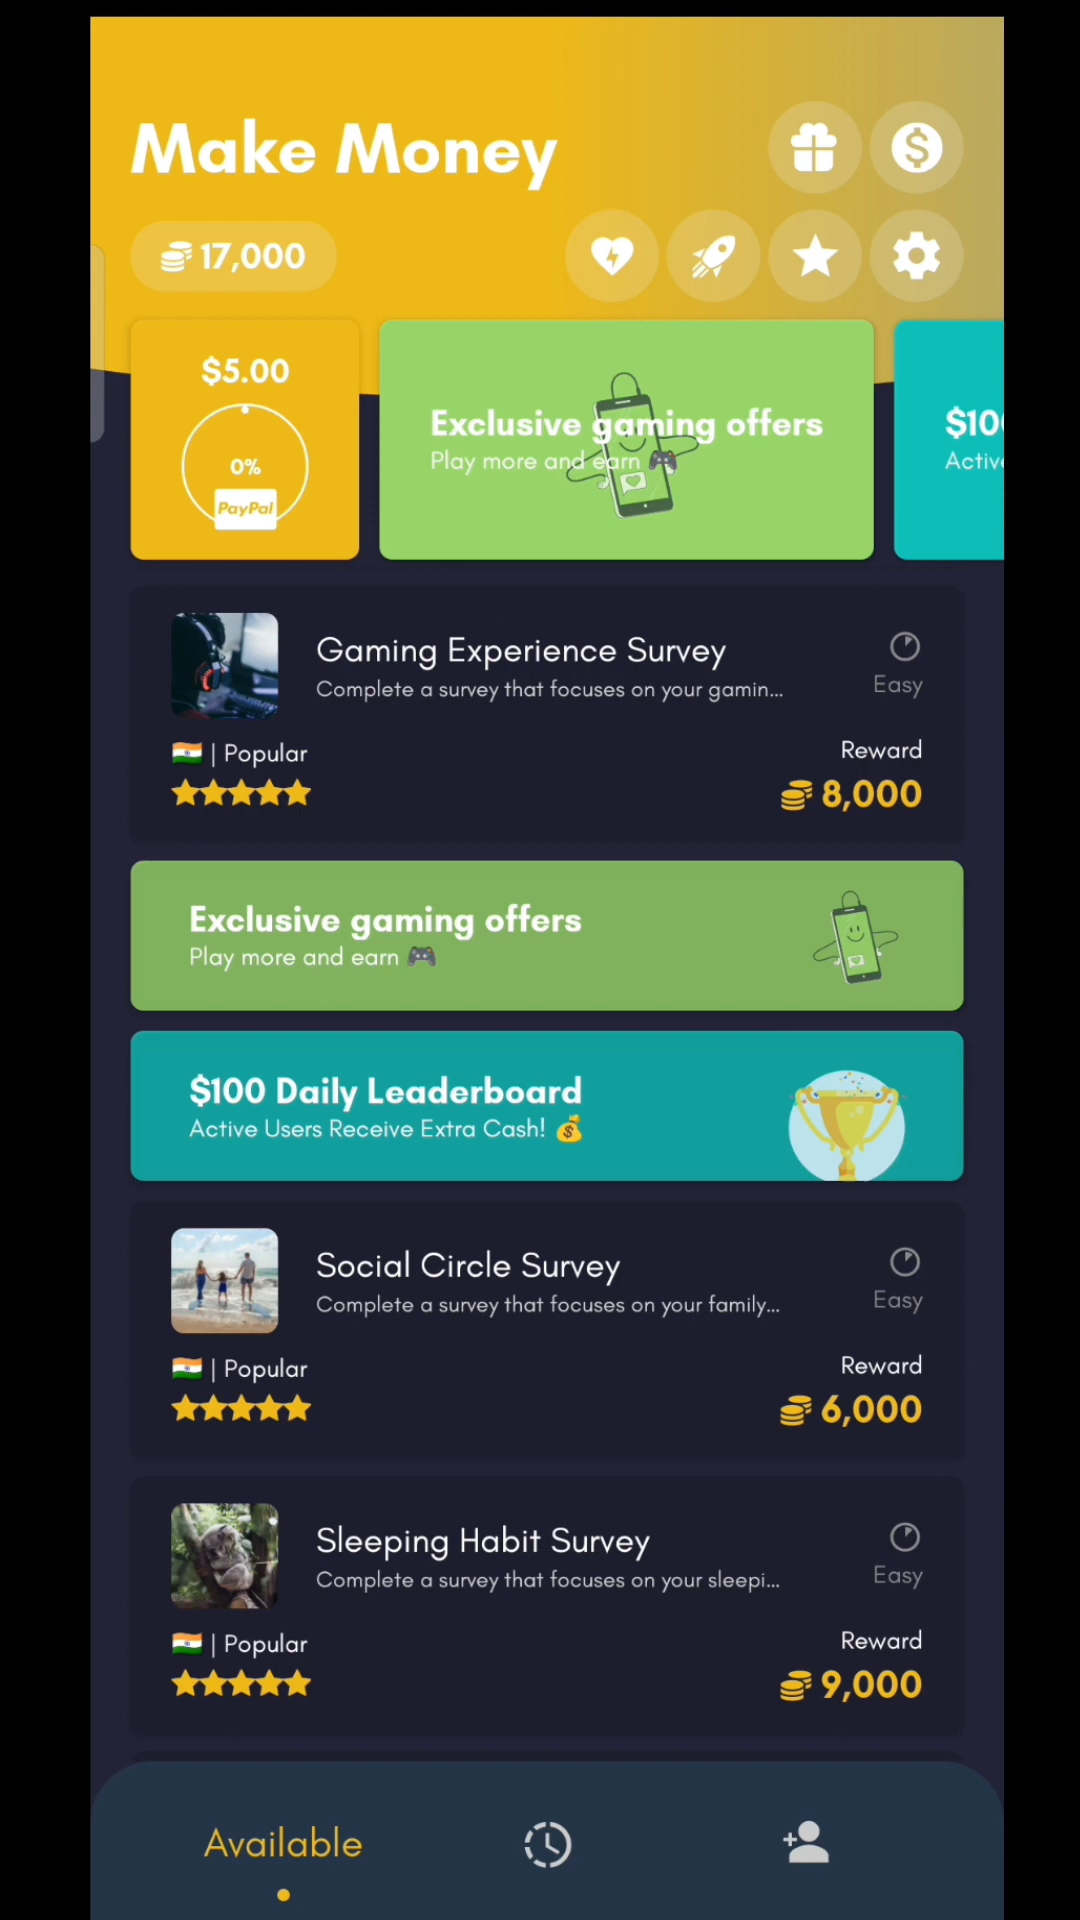 Make Money
17,000
$5.00
0%
PayPal
Exclusive gaming offers
Play more and earn 🎮
$10
Active
Gaming Experience Survey
Complete a survey that focuses on your gamin...
Easy
🇮🇳 | Popular
Reward
8,000
Exclusive gaming offers
Play more and earn 🎮
$100 Daily Leaderboard
Active Users Receive Extra Cash! 💰
Social Circle Survey
Complete a survey that focuses on your family...
Easy
🇮🇳 | Popular
Reward
6,000
Sleeping Habit Survey
Complete a survey that focuses on your sleepi...
Easy
🇮🇳 | Popular
Reward
9,000
Available